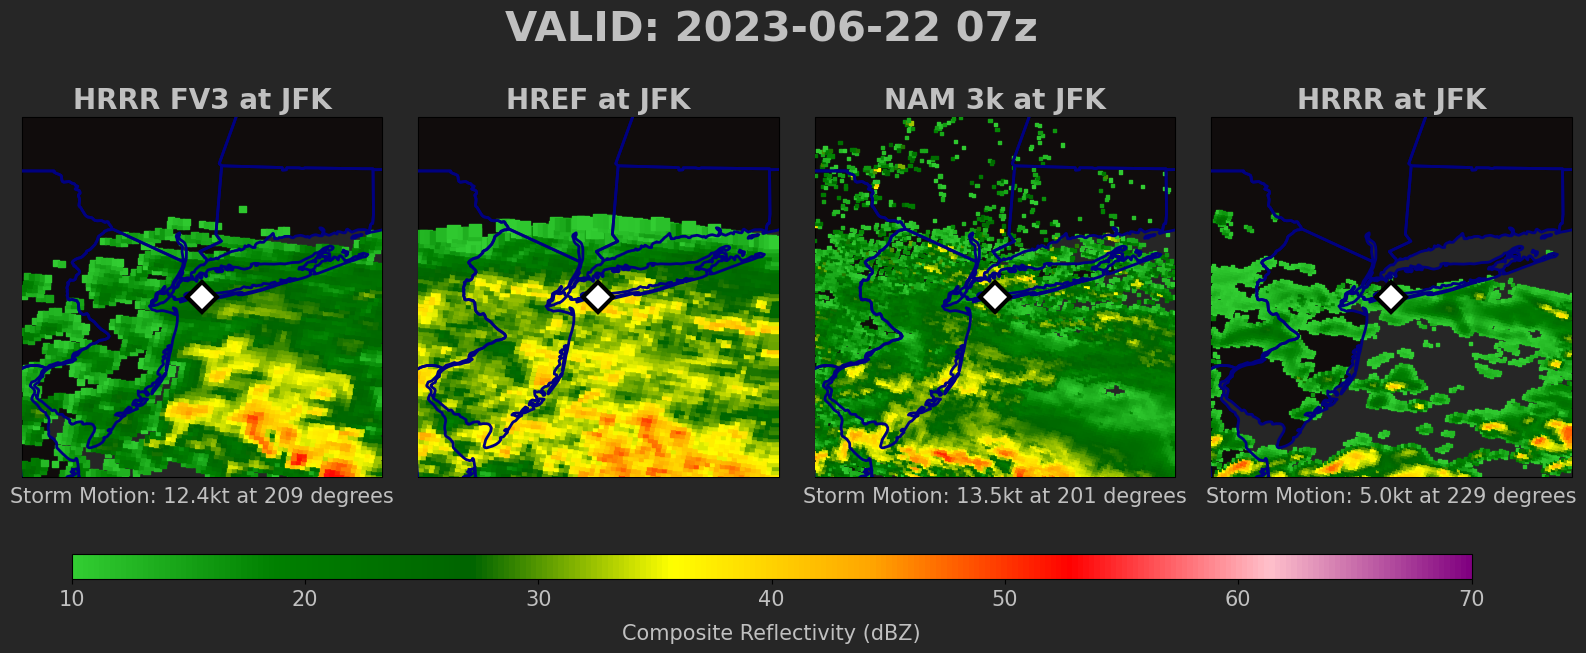 VALID: 2023-06-22 07z
HRRR FV3 at JFK
HREF at JFK
NAM 3k at JFK
HRRR at JFK
Storm Motion: 12.4kt at 209 degrees
Storm Motion: 13.5kt at 201 degrees
Storm Motion: 5.0kt at 229 degrees
10 20 30 40 50 60 70
Composite Reflectivity (dBZ)